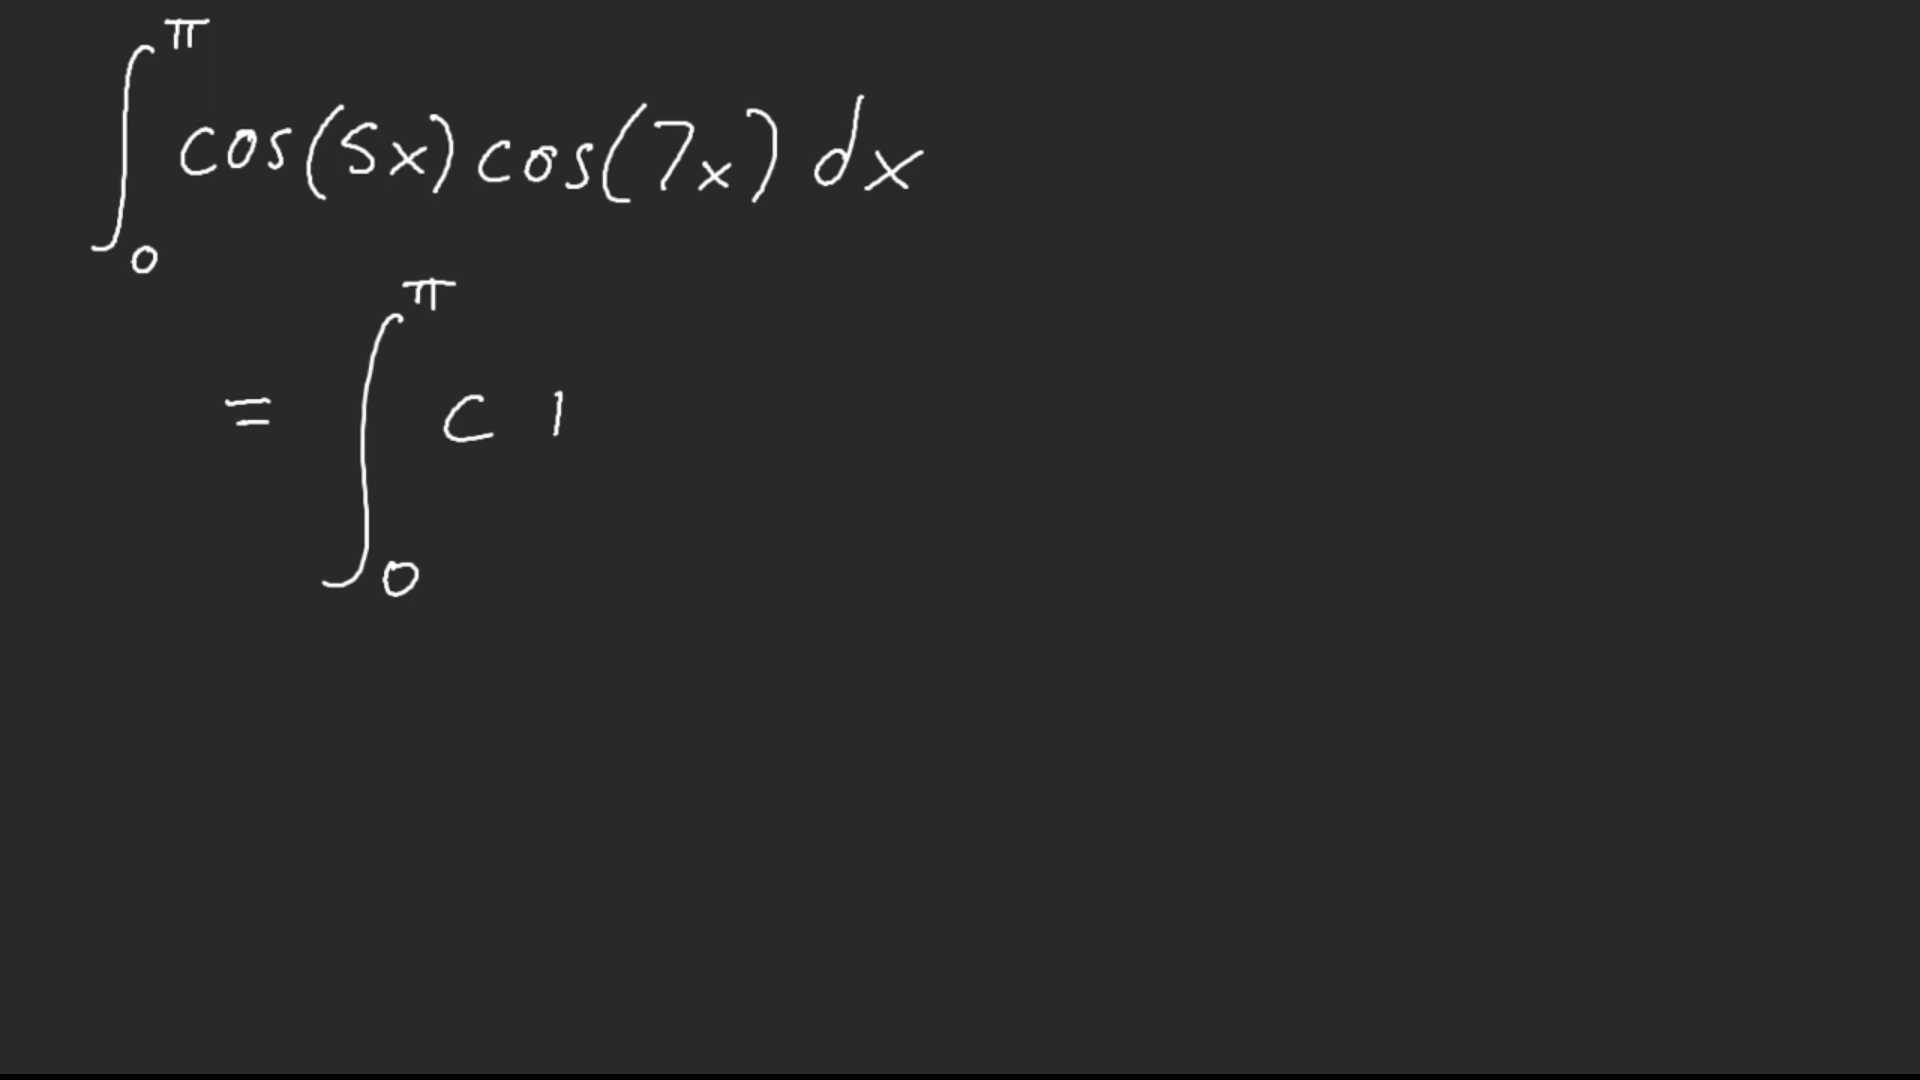 ∫₀^π cos(5x) cos(7x) dx
= ∫₀^π c 1